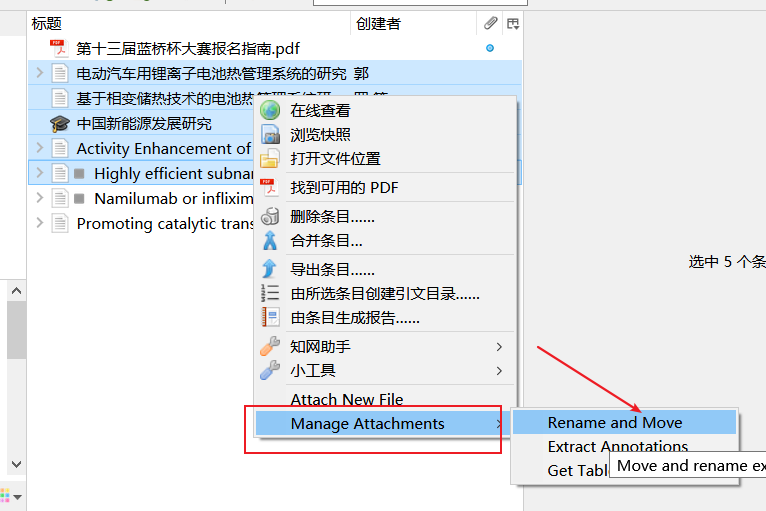 标题 创建者
第十三届蓝桥杯大赛报名指南.pdf
电动汽车用锂离子电池热管理系统的研究 郭
基于相变储热技术的电池热管理系统研
中国新能源发展研究
Activity Enhancement of
Highly efficient subnan
Namilumab or inflixim
Promoting catalytic trans
在线查看
浏览快照
打开文件位置
找到可用的 PDF
删除条目......
合并条目...
导出条目......
由所选条目创建引文目录......
由条目生成报告......
知网助手
小工具
Attach New File
Manage Attachments
Rename and Move
Extract Annotations
Get Tabl
Move and rename ex
选中 5 个条